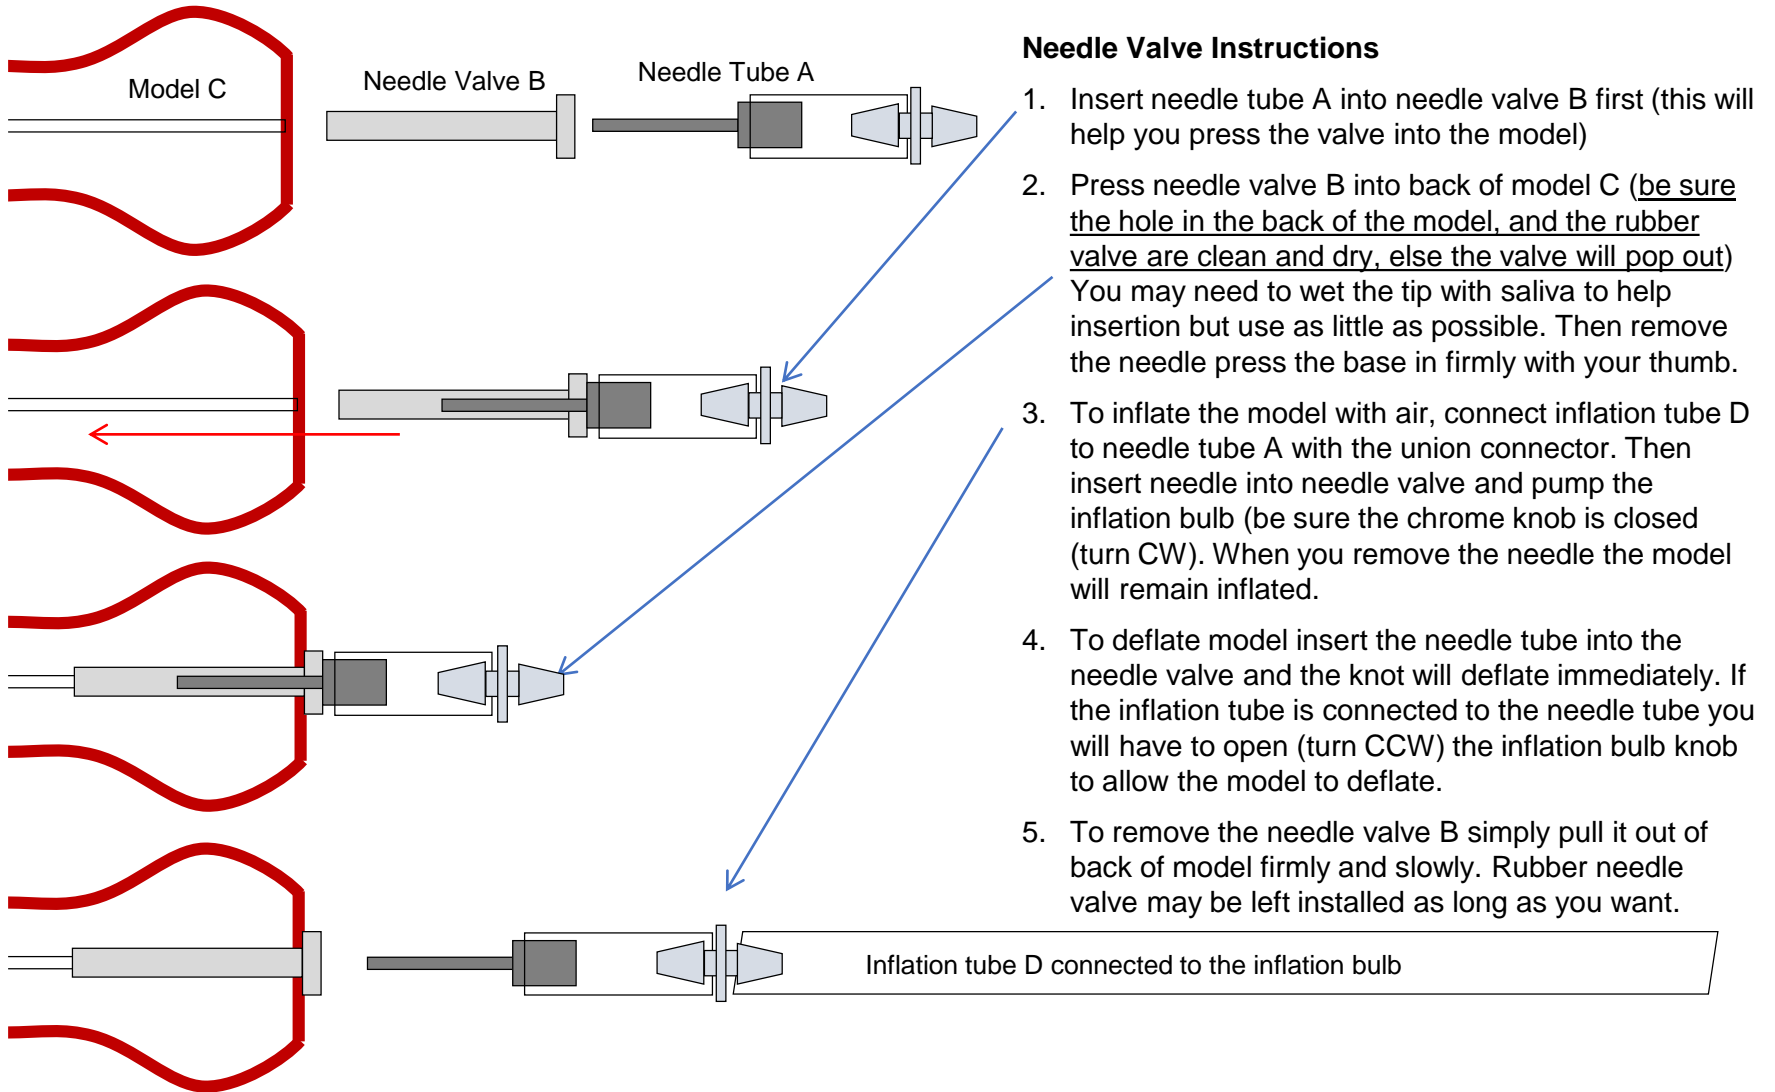 Model C
Needle Valve B
Needle Tube A
Needle Valve Instructions
1. Insert needle tube A into needle valve B first (this will
help you press the valve into the model)
2. Press needle valve B into back of model C (be sure
the hole in the back of the model, and the rubber
valve are clean and dry, else the valve will pop out)
You may need to wet the tip with saliva to help
insertion but use as little as possible. Then remove
the needle press the base in firmly with your thumb.
3. To inflate the model with air, connect inflation tube D
to needle tube A with the union connector. Then
insert needle into needle valve and pump the
inflation bulb (be sure the chrome knob is closed
(turn CW). When you remove the needle the model
will remain inflated.
4. To deflate model insert the needle tube into the
needle valve and the knot will deflate immediately. If
the inflation tube is connected to the needle tube you
will have to open (turn CCW) the inflation bulb knob
to allow the model to deflate.
5. To remove the needle valve B simply pull it out of
back of model firmly and slowly. Rubber needle
valve may be left installed as long as you want.
Inflation tube D connected to the inflation bulb